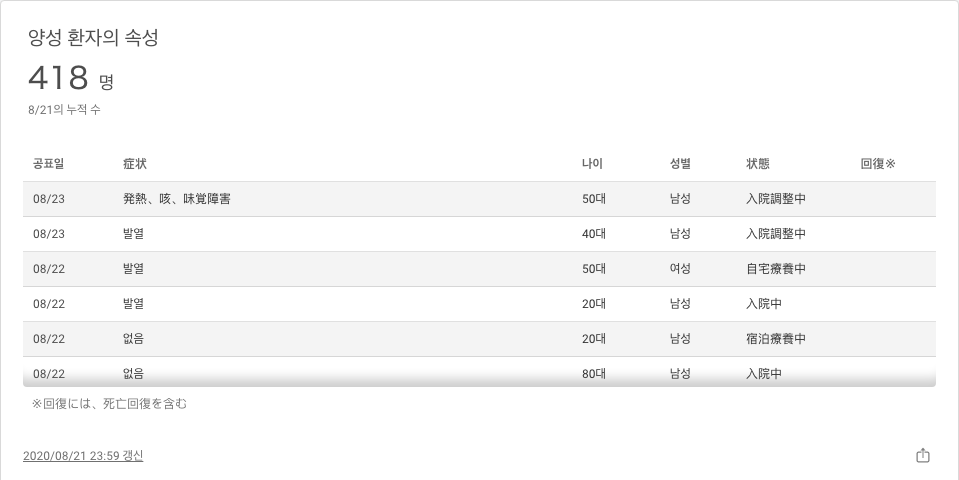 양성 환자의 속성
418 명
8/21의 누적 수
공표일 症状 나이 성별 状態 回復※
08/23 発熱、咳、味覚障害 50대 남성 入院調整中
08/23 발열 40대 남성 入院調整中
08/22 발열 50대 여성 自宅療養中
08/22 발열 20대 남성 入院中
08/22 없음 20대 남성 宿泊療養中
08/22 없음 80대 남성 入院中
※回復には、死亡回復を含む
2020/08/21 23:59 갱신